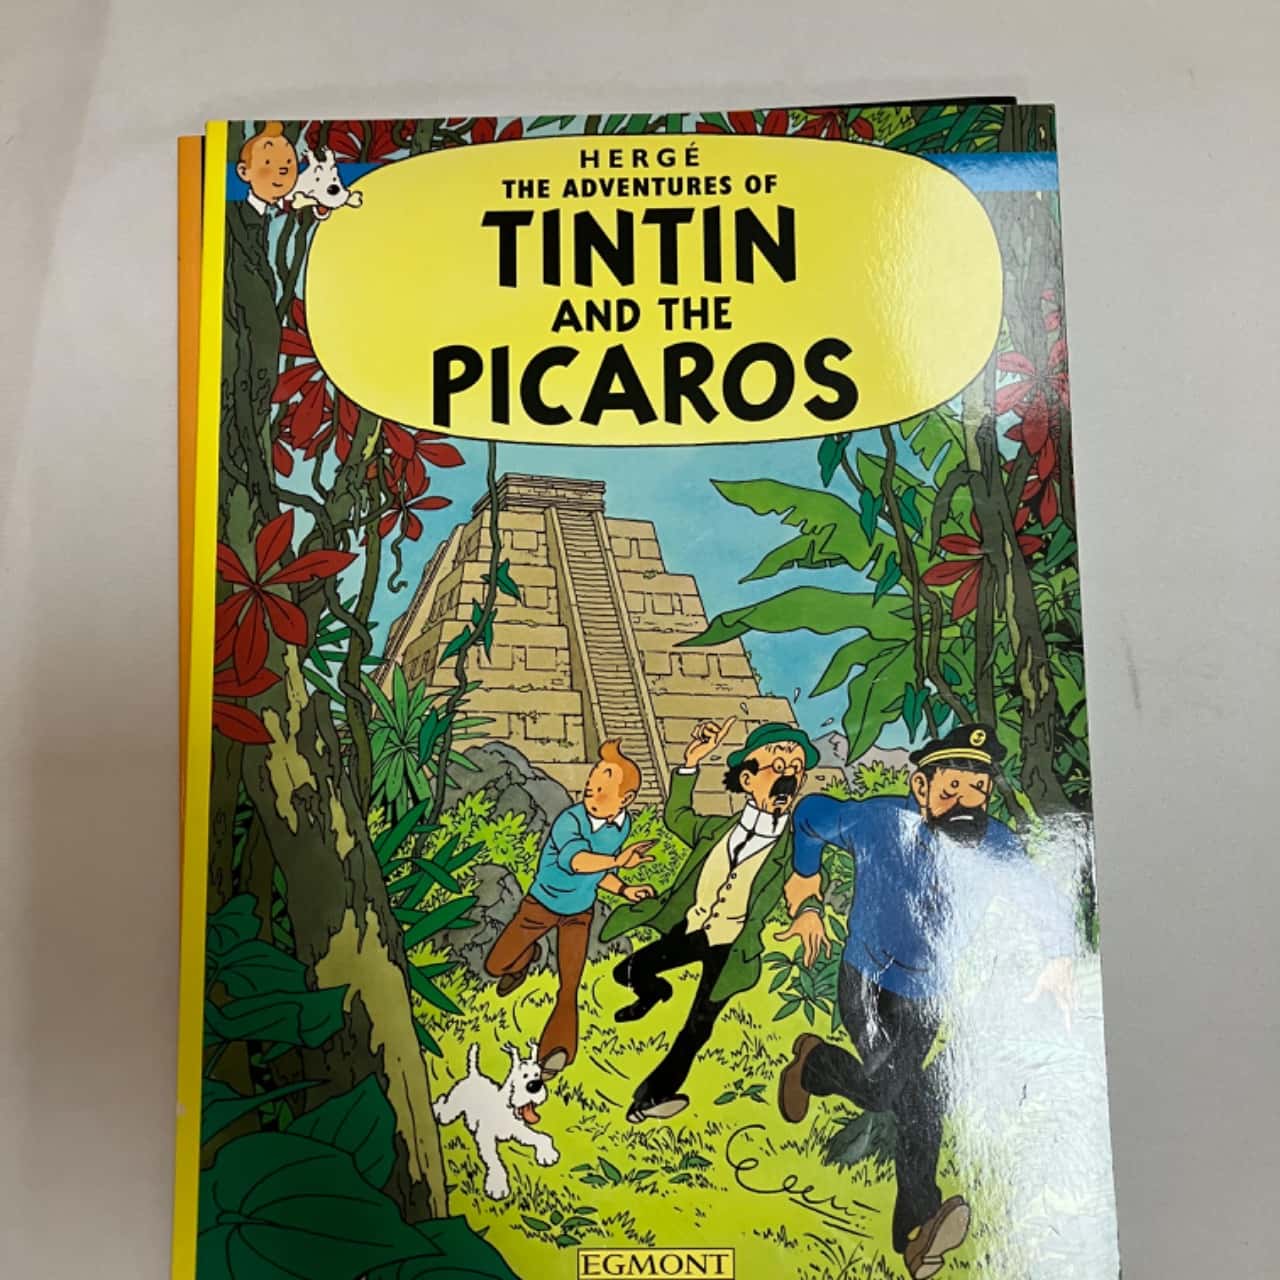 HERGÉ
THE ADVENTURES OF
TINTIN
AND THE
PICAROS
EGMONT